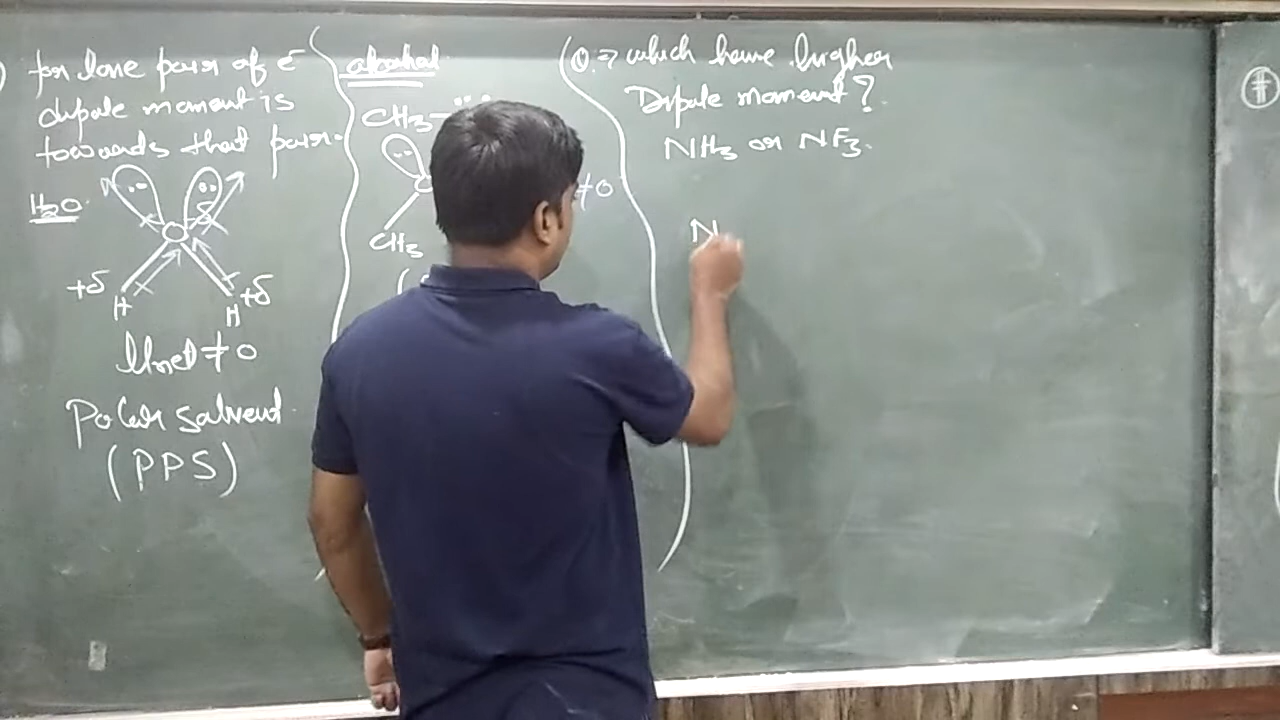 for lone pair of e⁻
dipole moment is
towards that pair.
H₂O
+δ
H
H
+δ
μnet ≠ 0
Polar solvent
(PPS)
alcohol
CH₃—
CH₃
≠ 0
Q. ⇒ which have higher
Dipole moment?
NH₃ or NF₃.
N